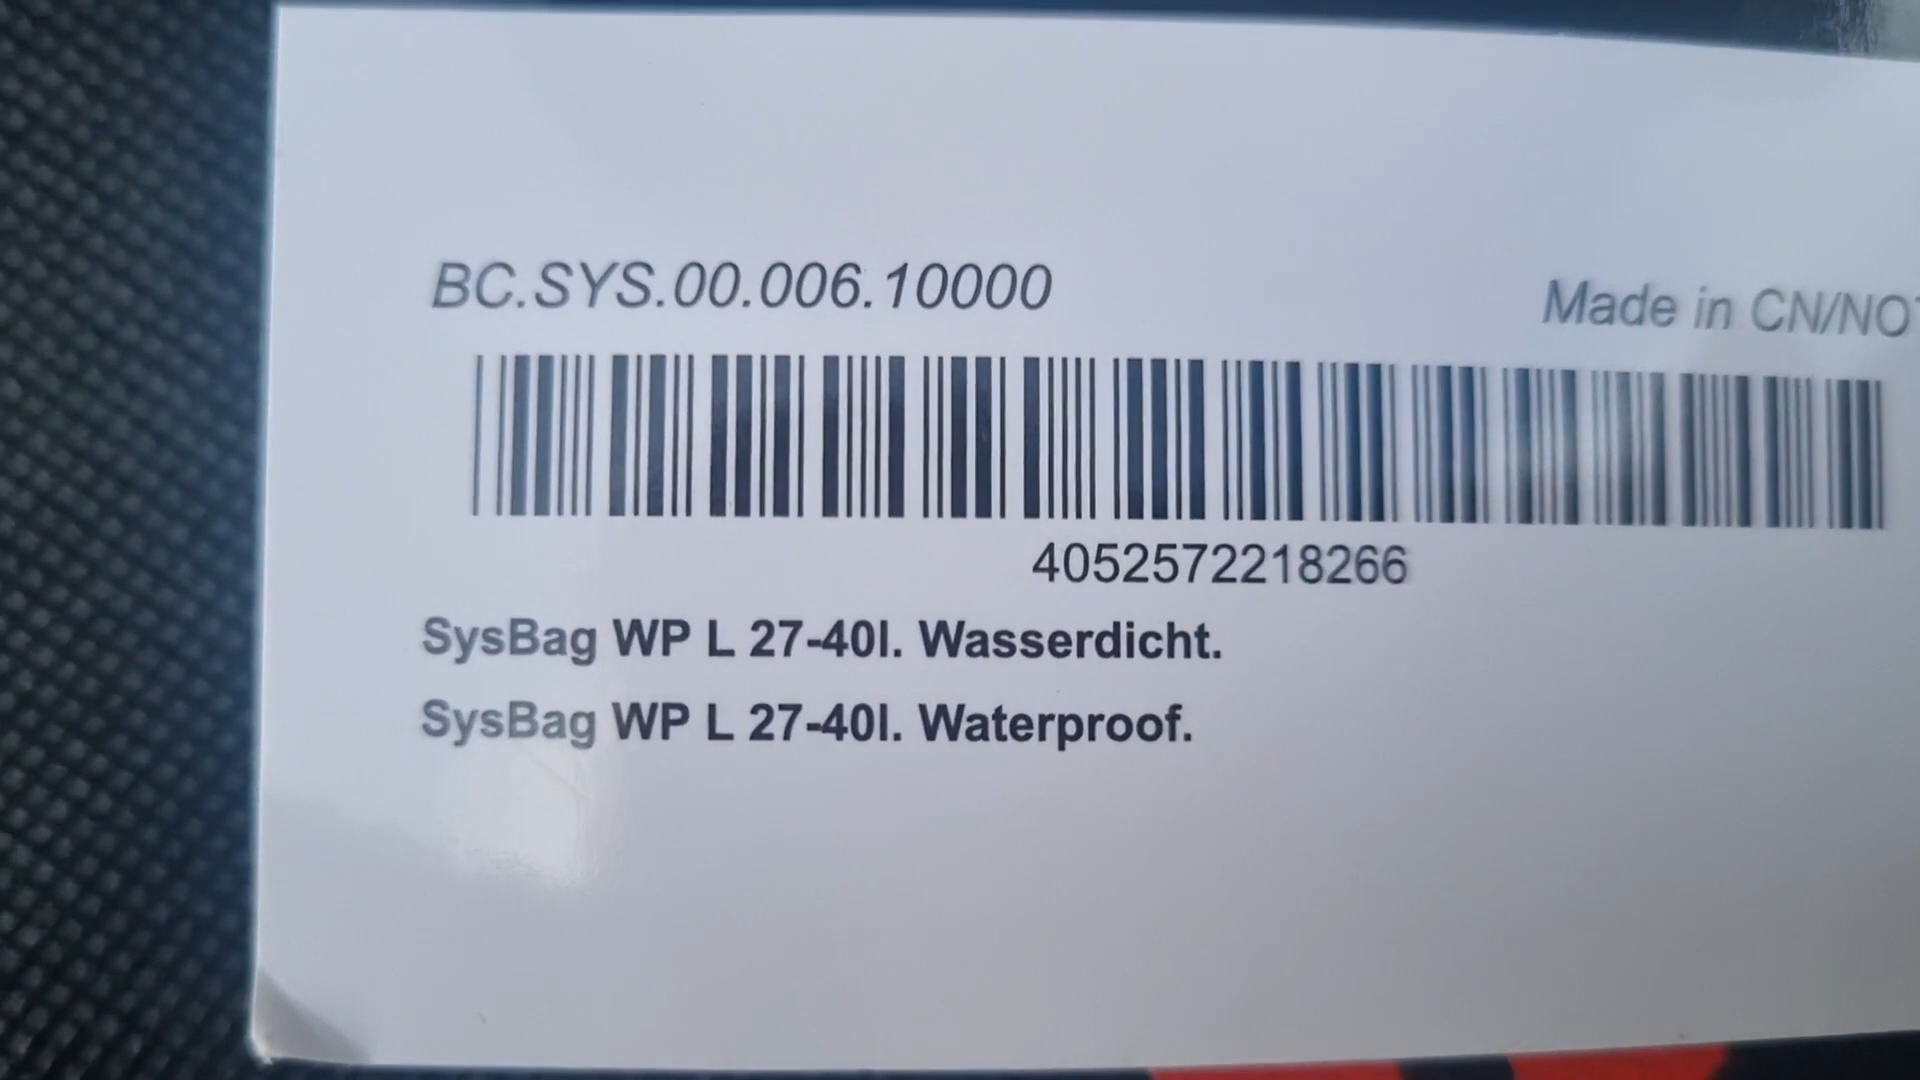 BC.SYS.00.006.10000
Made in CN/NO
4052572218266
SysBag WP L 27-40l. Wasserdicht.
SysBag WP L 27-40l. Waterproof.